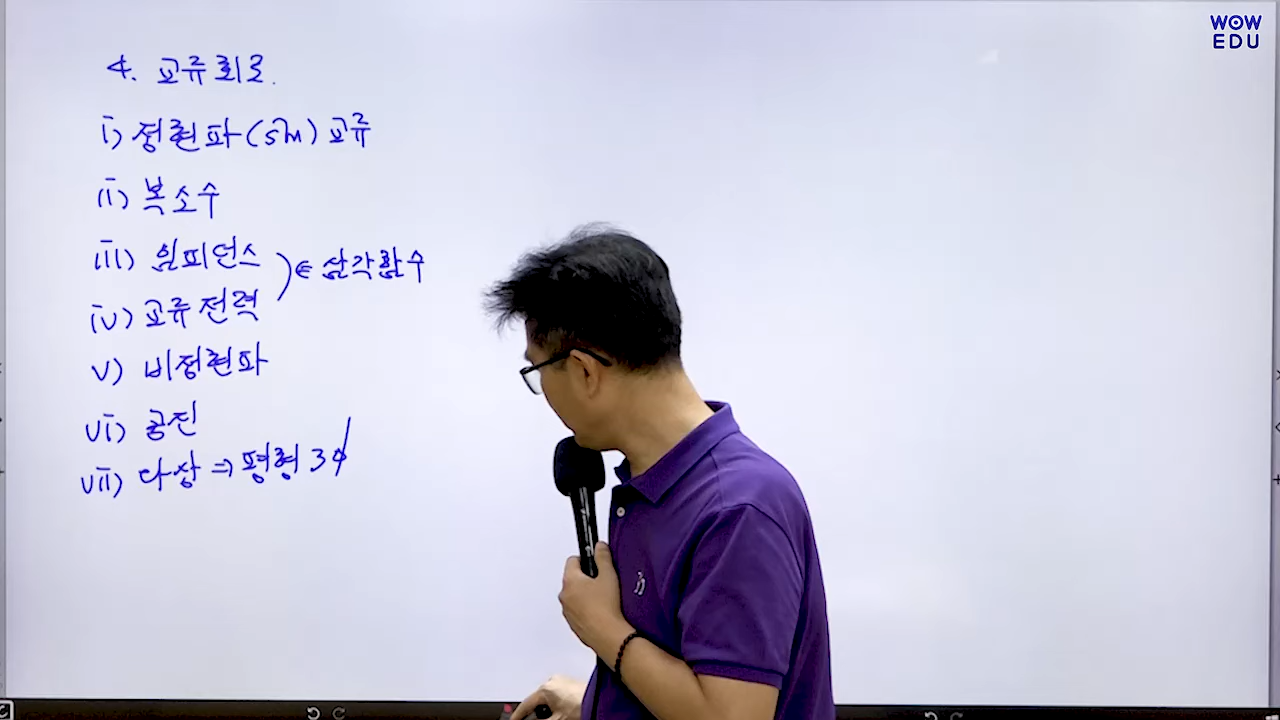 WOW
EDU
4. 교류회로.
i) 정현파(sin) 교류
ii) 복소수
iii) 임피던스
iv) 교류전력
) ∈ 삼각함수
v) 비정현파
vi) 공진
vii) 다상 ⇒ 평형 3φ